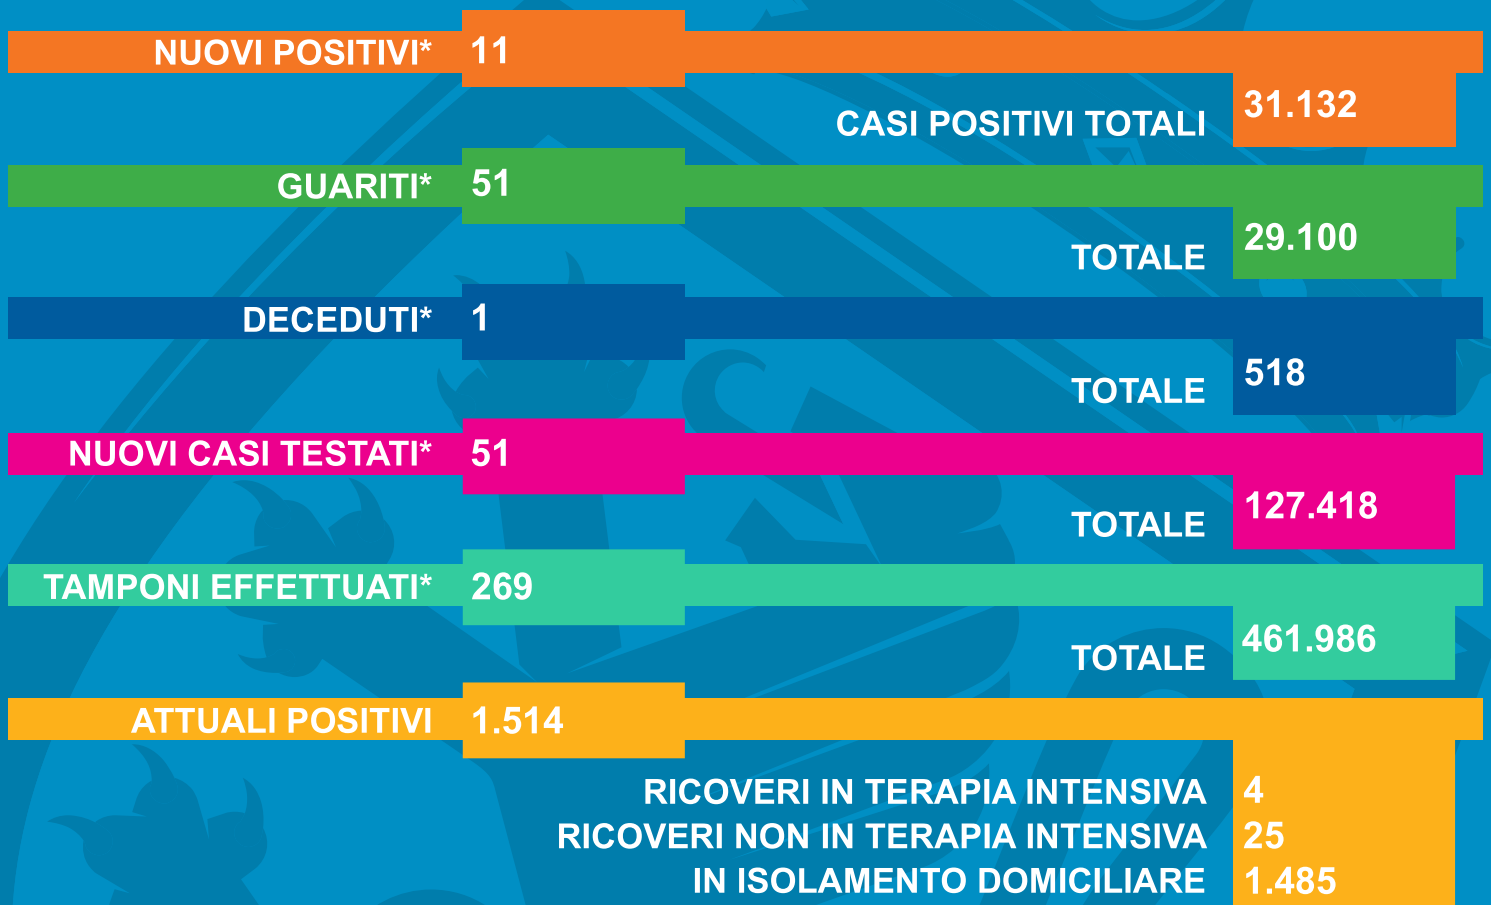 NUOVI POSITIVI* 11
CASI POSITIVI TOTALI 31.132
GUARITI* 51
TOTALE 29.100
DECEDUTI* 1
TOTALE 518
NUOVI CASI TESTATI* 51
TOTALE 127.418
TAMPONI EFFETTUATI* 269
TOTALE 461.986
ATTUALI POSITIVI 1.514
RICOVERI IN TERAPIA INTENSIVA 4
RICOVERI NON IN TERAPIA INTENSIVA 25
IN ISOLAMENTO DOMICILIARE 1.485